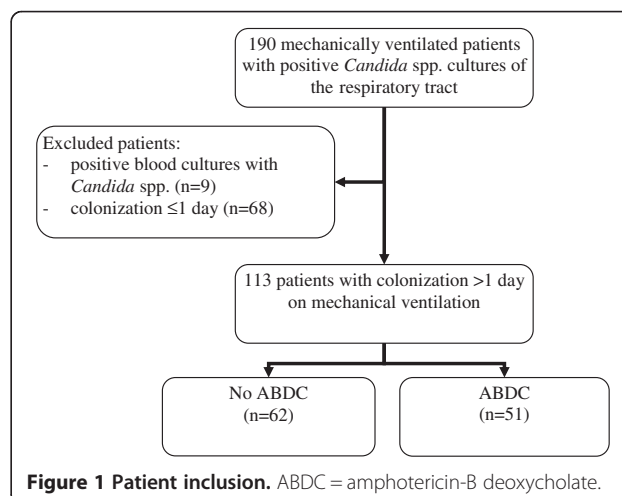 190 mechanically ventilated patients
with positive Candida spp. cultures of
the respiratory tract
Excluded patients:
- positive blood cultures with
Candida spp. (n=9)
- colonization ≤1 day (n=68)
113 patients with colonization >1 day
on mechanical ventilation
No ABDC
(n=62)
ABDC
(n=51)
Figure 1 Patient inclusion. ABDC = amphotericin-B deoxycholate.